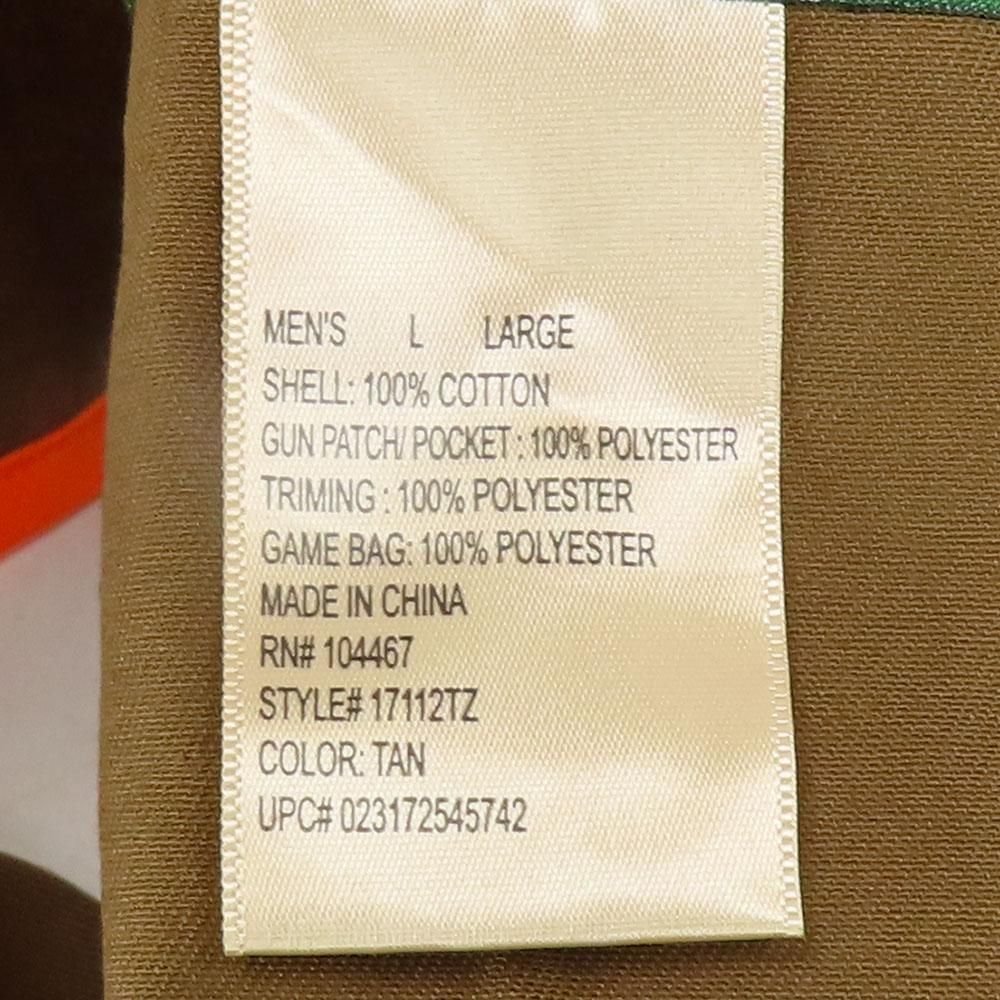 MEN'S L LARGE
SHELL: 100% COTTON
GUN PATCH/ POCKET : 100% POLYESTER
TRIMING : 100% POLYESTER
GAME BAG: 100% POLYESTER
MADE IN CHINA
RN# 104467
STYLE# 17112TZ
COLOR: TAN
UPC# 023172545742